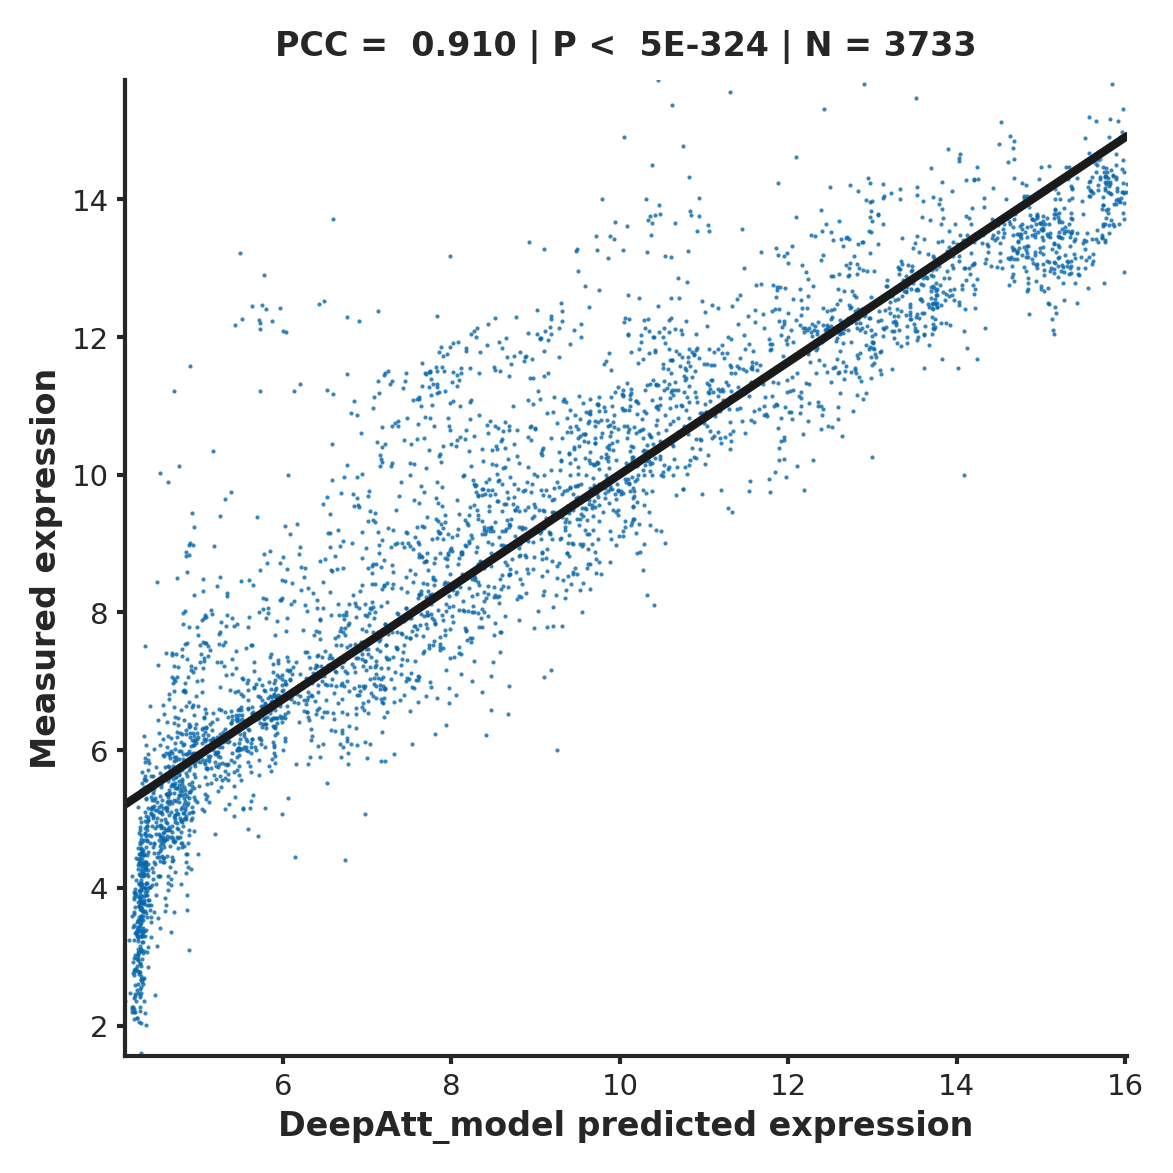 PCC =  0.910 | P <  5E-324 | N = 3733
Measured expression
14
12
10
8
6
4
2
6 8 10 12 14 16
DeepAtt_model predicted expression